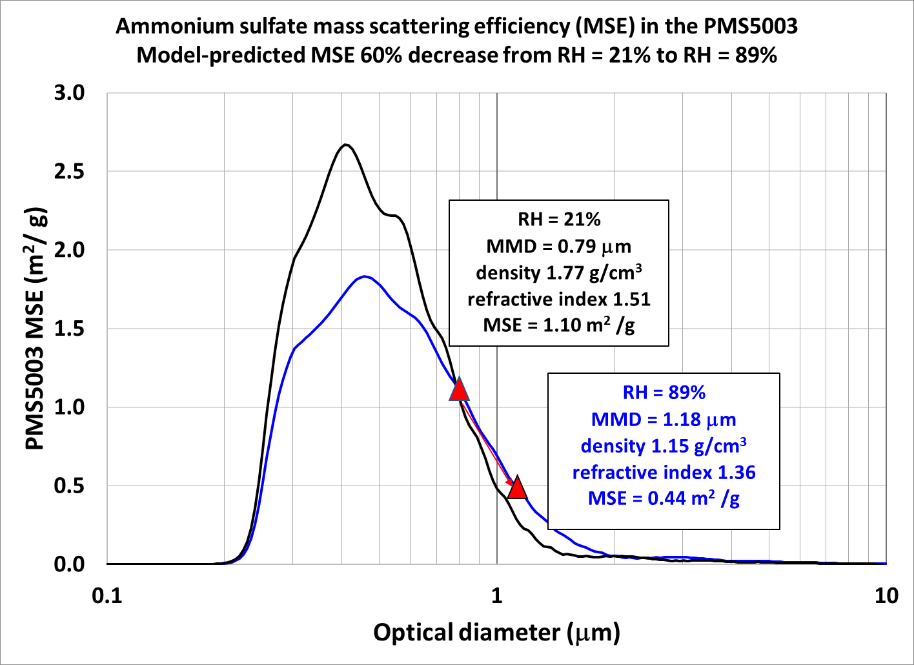 Ammonium sulfate mass scattering efficiency (MSE) in the PMS5003
Model-predicted MSE 60% decrease from RH = 21% to RH = 89%
PMS5003 MSE (m²/ g)
3.0
2.5
2.0
1.5
1.0
0.5
0.0
RH = 21%
MMD = 0.79 μm
density 1.77 g/cm³
refractive index 1.51
MSE = 1.10 m² /g
RH = 89%
MMD = 1.18 μm
density 1.15 g/cm³
refractive index 1.36
MSE = 0.44 m² /g
0.1
1
10
Optical diameter (μm)